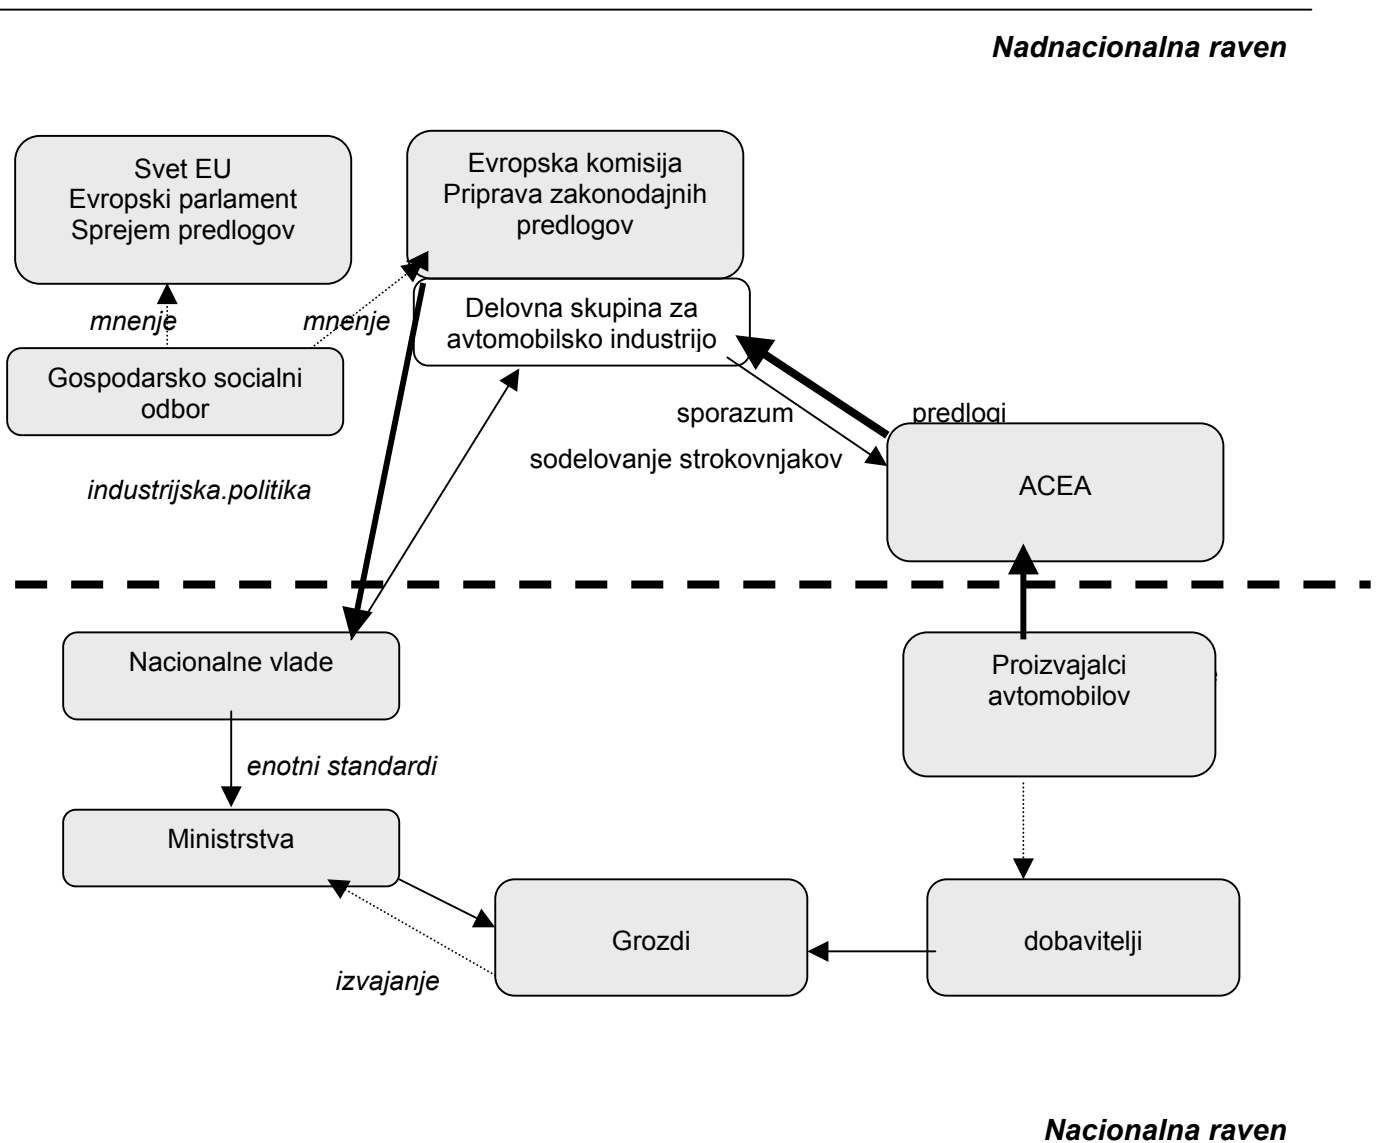 Nadnacionalna raven
Svet EU
Evropski parlament
Sprejem predlogov
Evropska komisija
Priprava zakonodajnih
predlogov
Delovna skupina za
avtomobilsko industrijo
mnenje
mnenje
Gospodarsko socialni
odbor
sporazum
predlogi
sodelovanje strokovnjakov
ACEA
industrijska.politika
Nacionalne vlade
Proizvajalci
avtomobilov
enotni standardi
Ministrstva
Grozdi
dobavitelji
izvajanje
Nacionalna raven